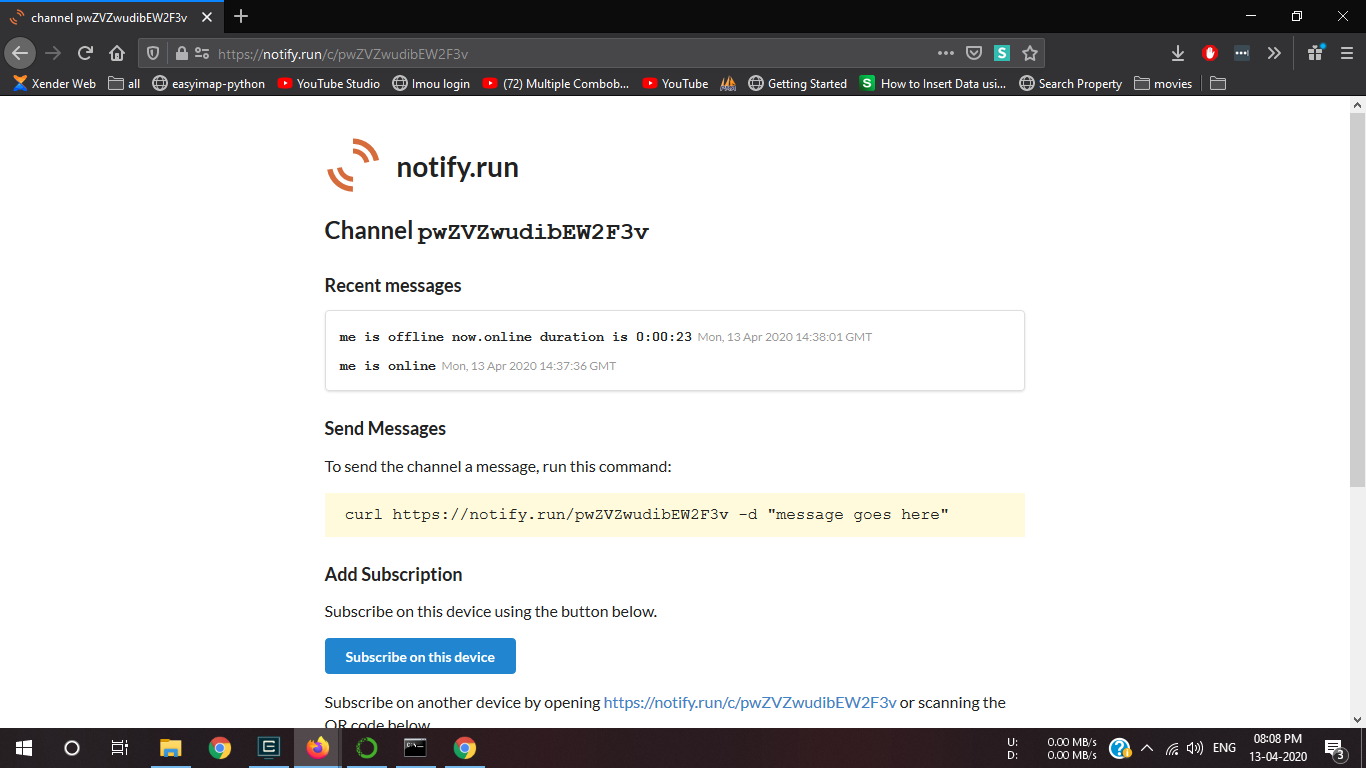 channel pwZVZwudibEW2F3v
https://notify.run/c/pwZVZwudibEW2F3v
Xender Web all easyimap-python YouTube Studio Imou login (72) Multiple Combob... YouTube Getting Started S How to Insert Data usi... Search Property movies
notify.run
Channel pwZVZwudibEW2F3v
Recent messages
me is offline now.online duration is 0:00:23 Mon, 13 Apr 2020 14:38:01 GMT
me is online Mon, 13 Apr 2020 14:37:36 GMT
Send Messages
To send the channel a message, run this command:
curl https://notify.run/pwZVZwudibEW2F3v -d "message goes here"
Add Subscription
Subscribe on this device using the button below.
Subscribe on this device
Subscribe on another device by opening https://notify.run/c/pwZVZwudibEW2F3v or scanning the
QR code below.
U: 0.00 MB/s
D: 0.00 MB/s
ENG
08:08 PM
13-04-2020
3